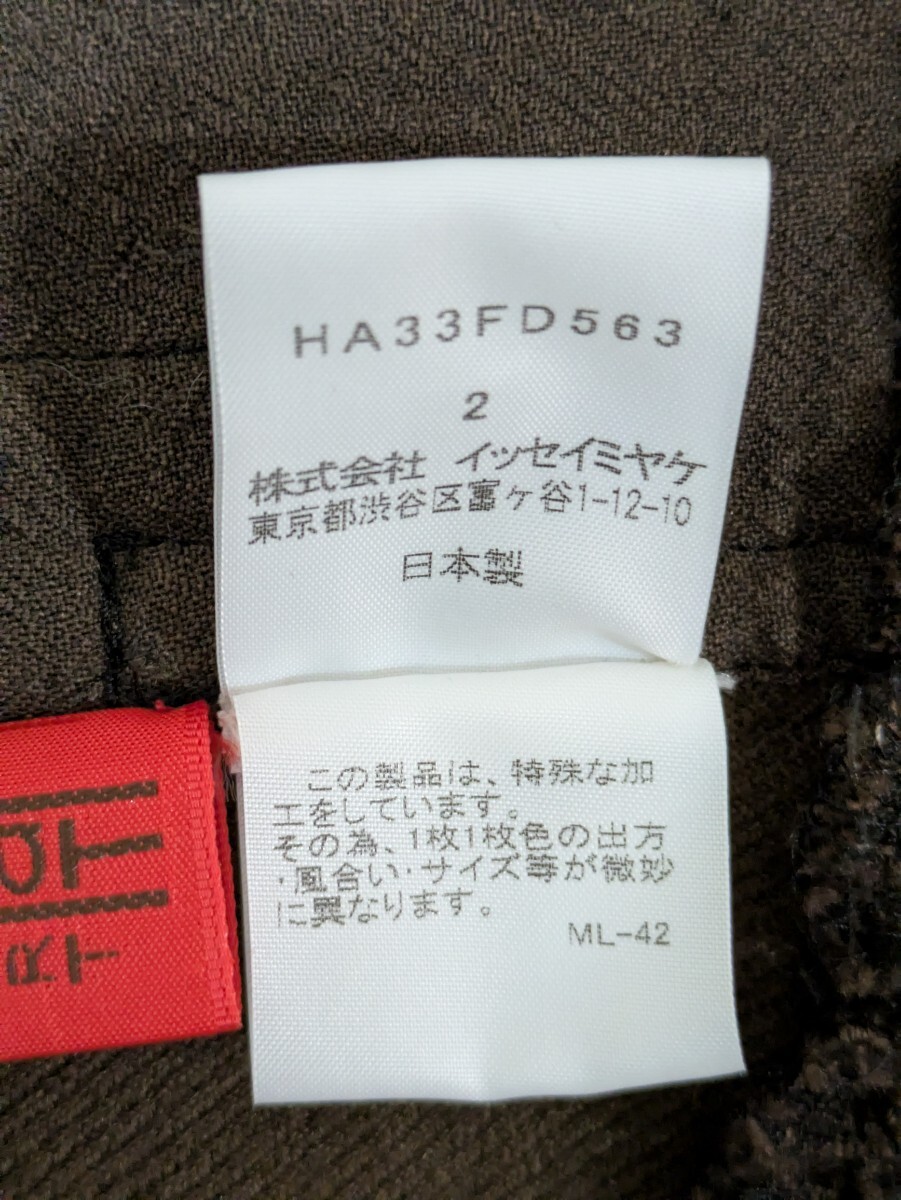 HA33FD563
2
株式会社 イッセイミヤケ
東京都渋谷区富ヶ谷1-12-10
日本製
この製品は、特殊な加
工をしています。
その為、1枚1枚色の出方
・風合い・サイズ等が微妙
に異なります。
ML-42